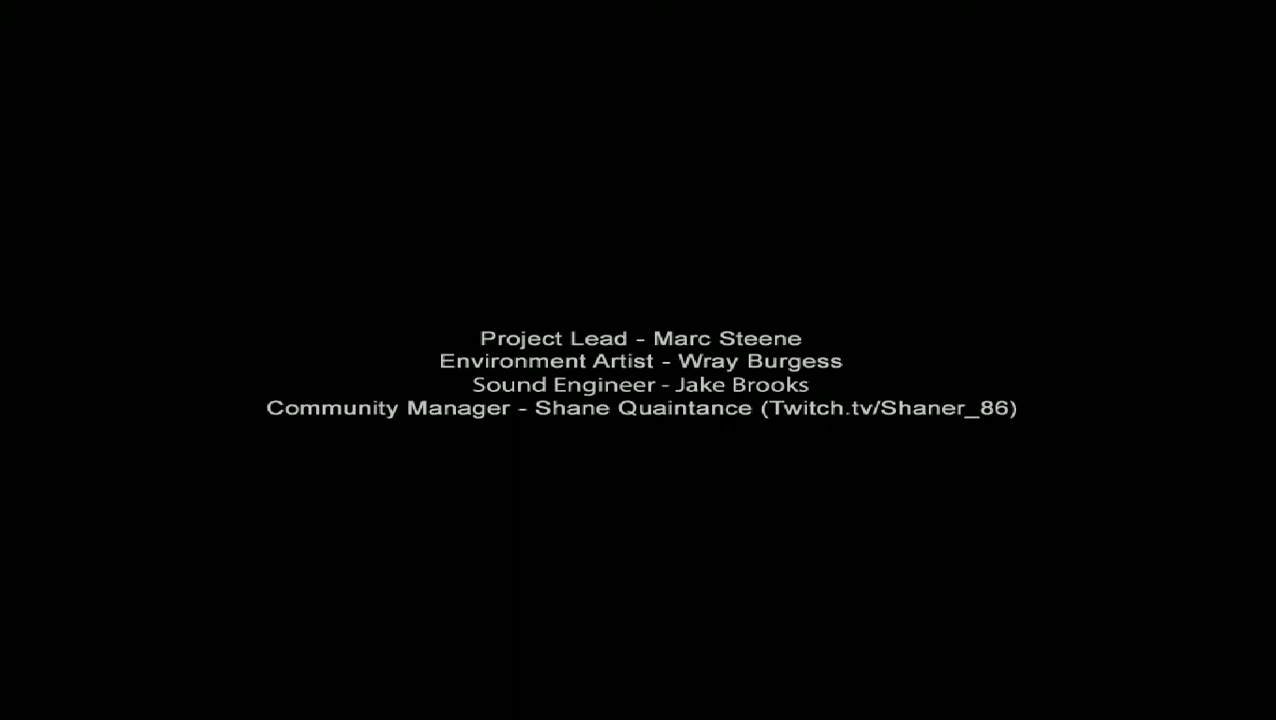 Project Lead - Marc Steene
Environment Artist - Wray Burgess
Sound Engineer - Jake Brooks
Community Manager - Shane Quaintance (Twitch.tv/Shaner_86)